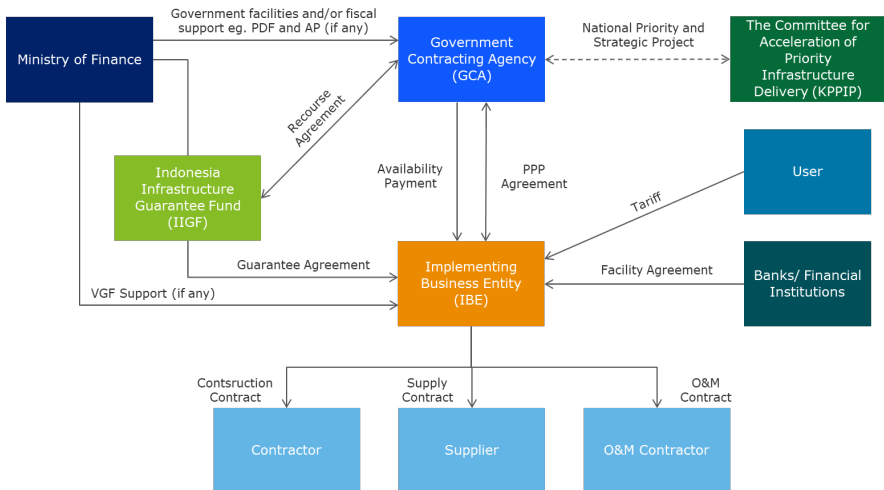 Government facilities and/or fiscal
support eg. PDF and AP (if any)
Ministry of Finance
Government
Contracting Agency
(GCA)
National Priority and
Strategic Project
The Committee for
Acceleration of
Priority
Infrastructure
Delivery (KPPIP)
Recourse
Agreement
Indonesia
Infrastructure
Guarantee Fund
(IIGF)
Availability
Payment
PPP
Agreement
User
Tariff
Guarantee Agreement
VGF Support (if any)
Implementing
Business Entity
(IBE)
Facility Agreement
Banks/ Financial
Institutions
Contsruction
Contract
Supply
Contract
O&M
Contract
Contractor
Supplier
O&M Contractor